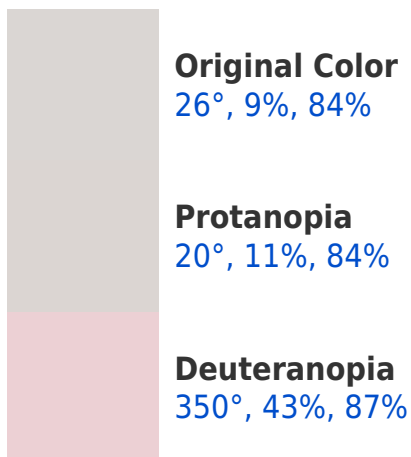 Original Color
26°, 9%, 84%
Protanopia
20°, 11%, 84%
Deuteranopia
350°, 43%, 87%